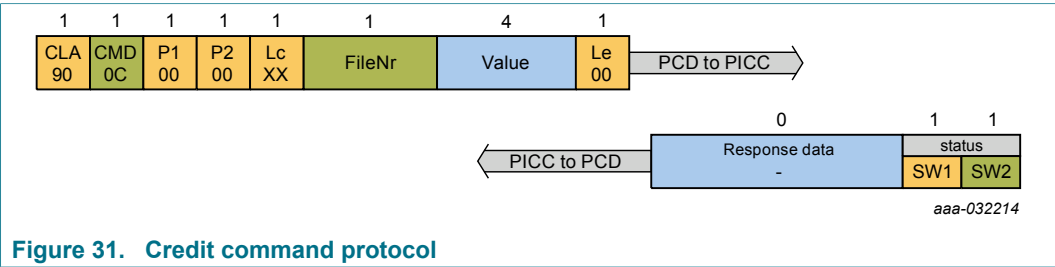 1 1 1 1 1 1 4 1
CLA CMD P1 P2 Lc FileNr Value Le PCD to PICC
90 0C 00 00 XX 00
0 1 1
PICC to PCD Response data status
- SW1 SW2
aaa-032214
Figure 31. Credit command protocol